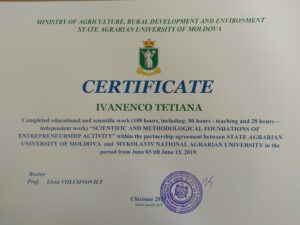 MINISTRY OF AGRICULTURE, RURAL DEVELOPMENT AND ENVIRONMENT
STATE AGRARIAN UNIVERSITY OF MOLDOVA
CERTIFICATE
IVANENCO TETIANA
Completed educational and scientific work (108 hours, including: 80 hours - teaching and 28 hours –
independent work) “SCIENTIFIC AND METHODOLOGICAL FOUNDATIONS OF
ENTREPRENEURSHIP ACTIVITY” within the partnership agreement between STATE AGRARIAN
UNIVERSITY OF MOLDOVA and MYKOLAYIV NATIONAL AGRARIAN UNIVERSITY in the
period from June 03 till June 15, 2019.
Rector
Prof. Liviu VOLCONOVICI
Chisinau